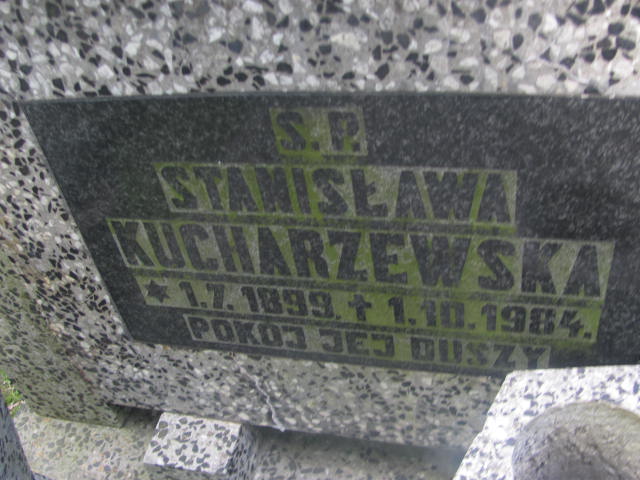 S. P.
STANISŁAWA
KUCHARZEWSKA
* 1.7. 1899. ✝ 1.10.1984.
POKÓJ JEJ DUSZY